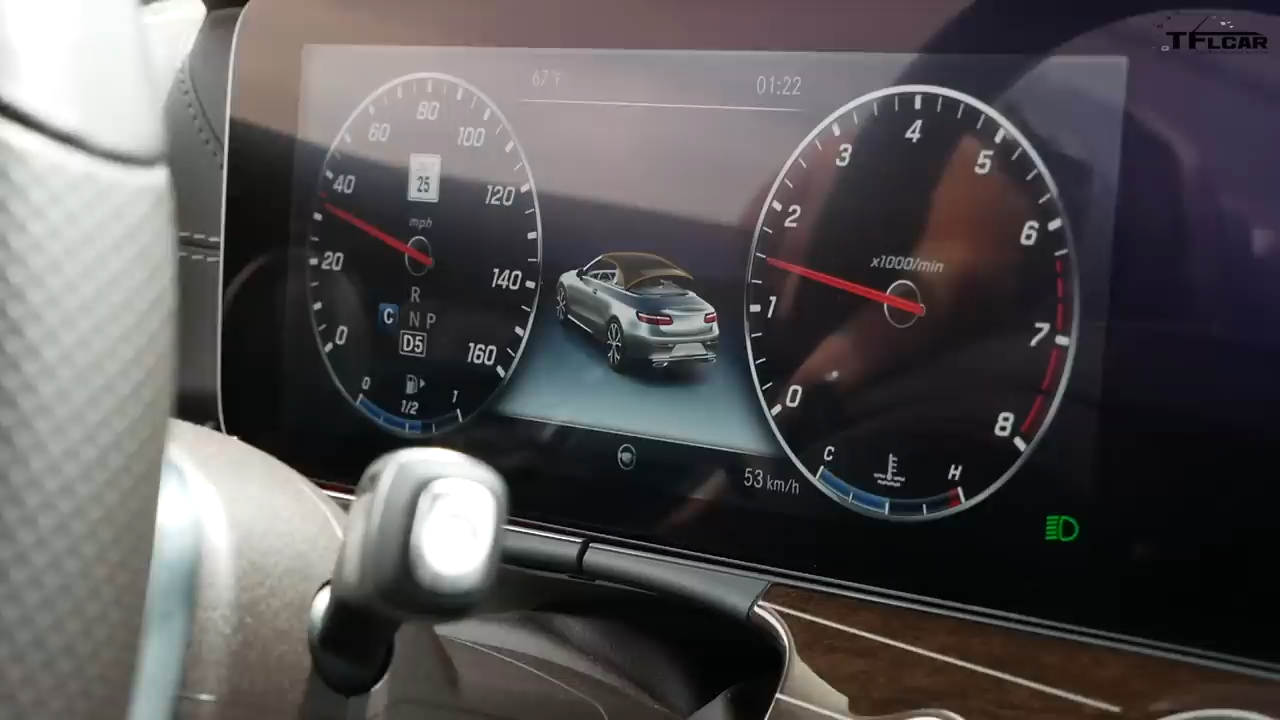 TFLCAR
67°F 01:22
0 20 40 60 80 100 120 140 160
25
mph
R
C N P
D5
0 1/2 1
0 1 2 3 4 5 6 7 8
x1000/min
C H
53 km/h